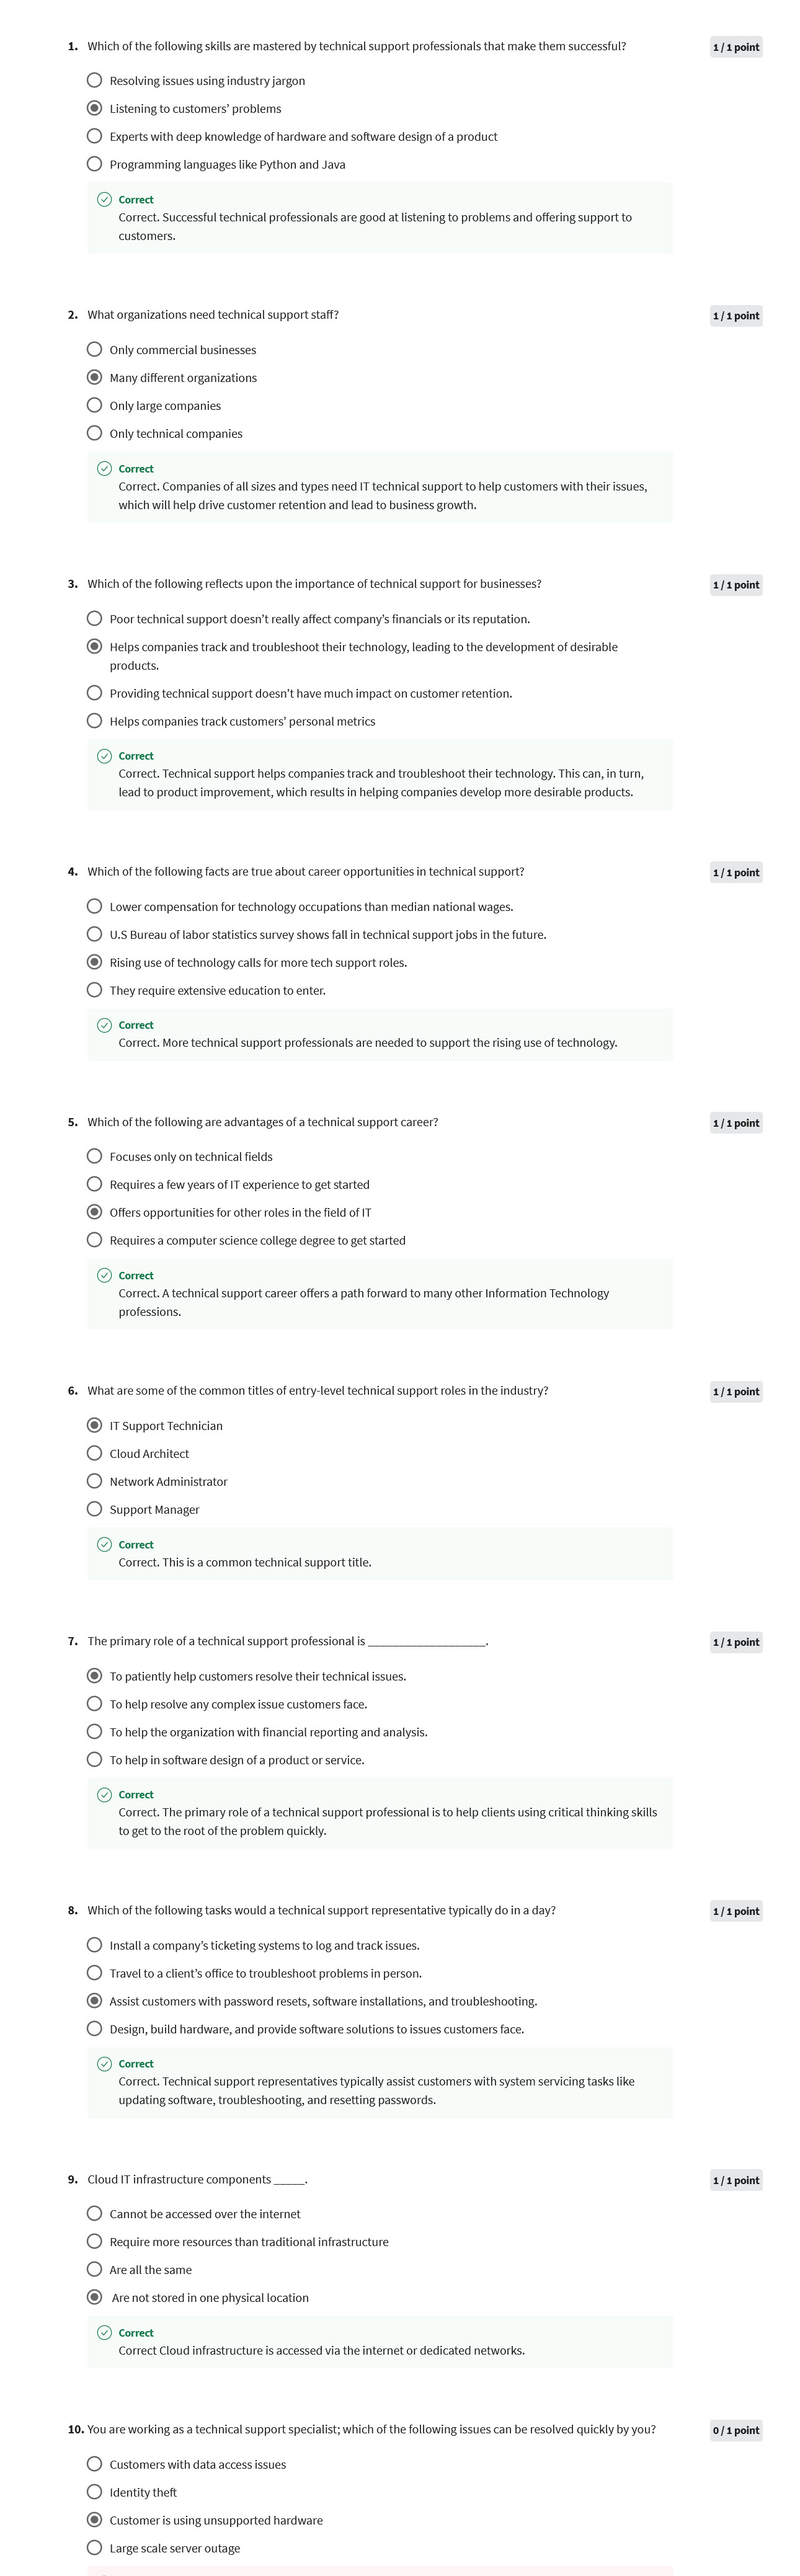 1. Which of the following skills are mastered by technical support professionals that make them successful?
1 / 1 point
Resolving issues using industry jargon
Listening to customers’ problems
Experts with deep knowledge of hardware and software design of a product
Programming languages like Python and Java
Correct
Correct. Successful technical professionals are good at listening to problems and offering support to
customers.
2. What organizations need technical support staff?
1 / 1 point
Only commercial businesses
Many different organizations
Only large companies
Only technical companies
Correct
Correct. Companies of all sizes and types need IT technical support to help customers with their issues,
which will help drive customer retention and lead to business growth.
3. Which of the following reflects upon the importance of technical support for businesses?
1 / 1 point
Poor technical support doesn’t really affect company’s financials or its reputation.
Helps companies track and troubleshoot their technology, leading to the development of desirable
products.
Providing technical support doesn’t have much impact on customer retention.
Helps companies track customers’ personal metrics
Correct
Correct. Technical support helps companies track and troubleshoot their technology. This can, in turn,
lead to product improvement, which results in helping companies develop more desirable products.
4. Which of the following facts are true about career opportunities in technical support?
1 / 1 point
Lower compensation for technology occupations than median national wages.
U.S Bureau of labor statistics survey shows fall in technical support jobs in the future.
Rising use of technology calls for more tech support roles.
They require extensive education to enter.
Correct
Correct. More technical support professionals are needed to support the rising use of technology.
5. Which of the following are advantages of a technical support career?
1 / 1 point
Focuses only on technical fields
Requires a few years of IT experience to get started
Offers opportunities for other roles in the field of IT
Requires a computer science college degree to get started
Correct
Correct. A technical support career offers a path forward to many other Information Technology
professions.
6. What are some of the common titles of entry-level technical support roles in the industry?
1 / 1 point
IT Support Technician
Cloud Architect
Network Administrator
Support Manager
Correct
Correct. This is a common technical support title.
7. The primary role of a technical support professional is ___________________.
1 / 1 point
To patiently help customers resolve their technical issues.
To help resolve any complex issue customers face.
To help the organization with financial reporting and analysis.
To help in software design of a product or service.
Correct
Correct. The primary role of a technical support professional is to help clients using critical thinking skills
to get to the root of the problem quickly.
8. Which of the following tasks would a technical support representative typically do in a day?
1 / 1 point
Install a company’s ticketing systems to log and track issues.
Travel to a client’s office to troubleshoot problems in person.
Assist customers with password resets, software installations, and troubleshooting.
Design, build hardware, and provide software solutions to issues customers face.
Correct
Correct. Technical support representatives typically assist customers with system servicing tasks like
updating software, troubleshooting, and resetting passwords.
9. Cloud IT infrastructure components _____.
1 / 1 point
Cannot be accessed over the internet
Require more resources than traditional infrastructure
Are all the same
Are not stored in one physical location
Correct
Correct Cloud infrastructure is accessed via the internet or dedicated networks.
10. You are working as a technical support specialist; which of the following issues can be resolved quickly by you?
0 / 1 point
Customers with data access issues
Identity theft
Customer is using unsupported hardware
Large scale server outage